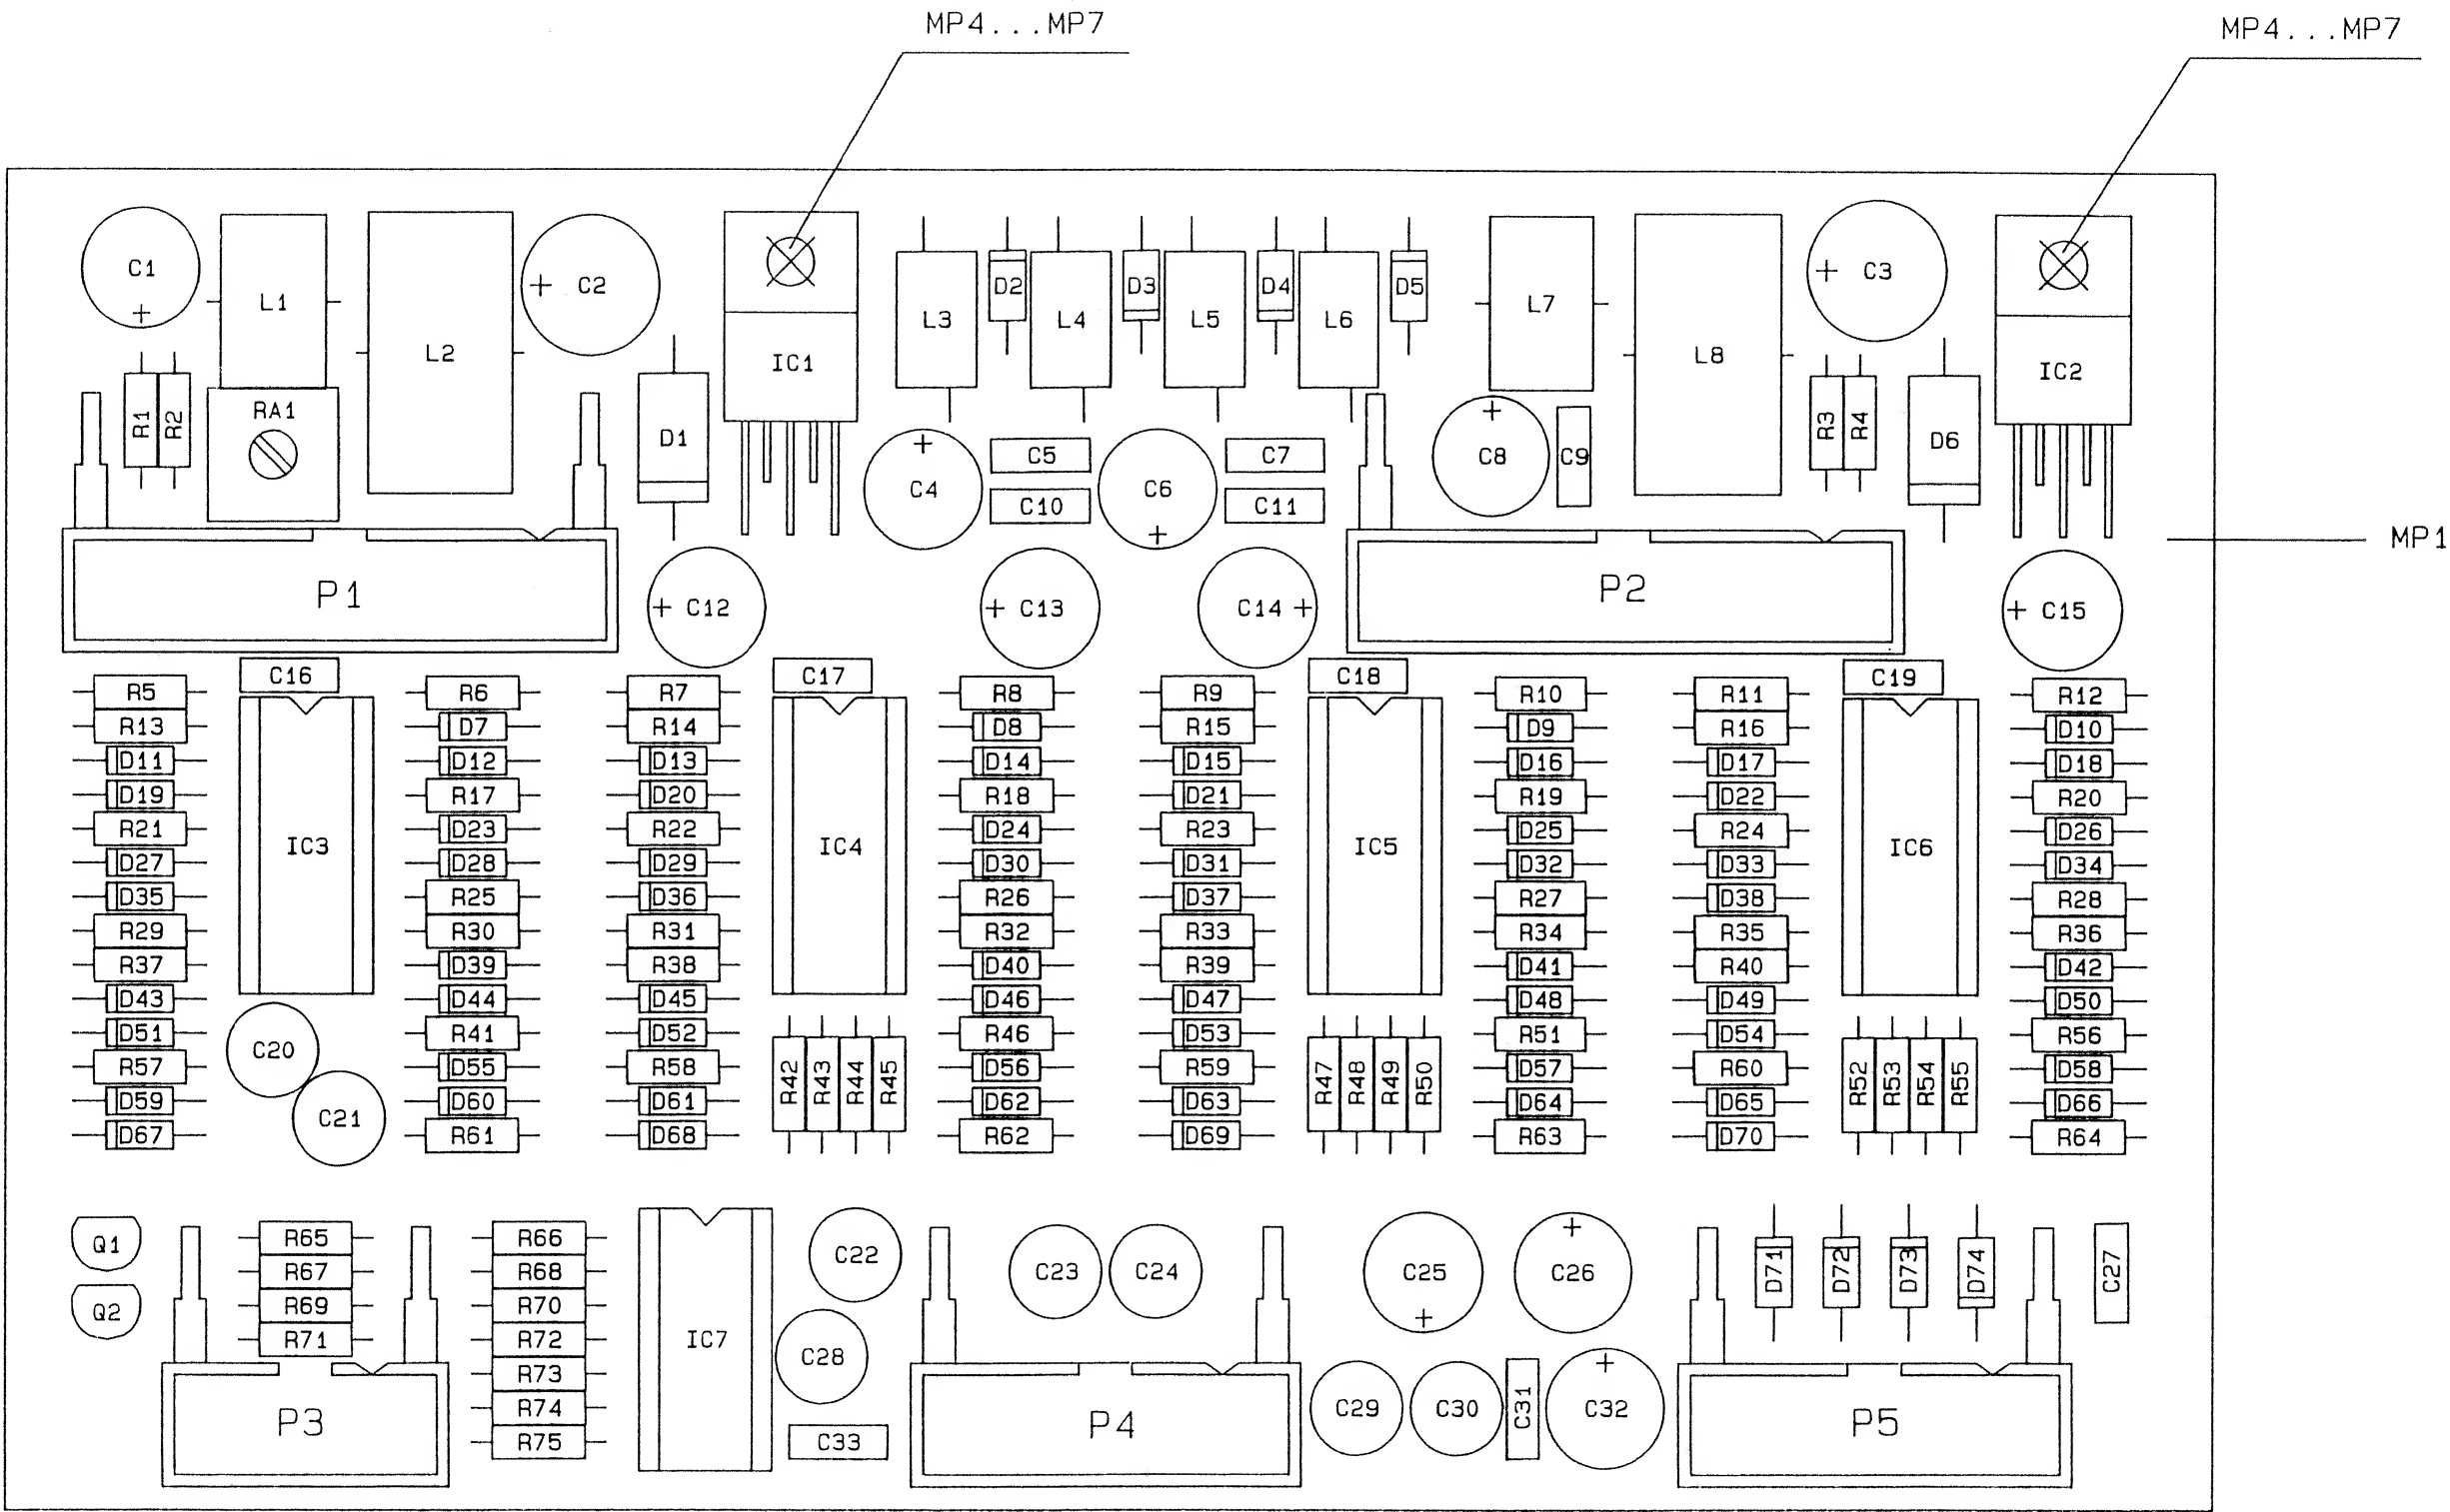 MP4...MP7 MP4...MP7
C1 L1 L2 C2 IC1 L3 D2 L4 D3 L5 D4 L6 D5 L7 L8 C3 IC2
R1 R2 RA1 D1 C4 C5 C10 C6 C7 C11 C8 C9 R3 R4 D6
MP1
P1 C12 C13 C14 P2 C15
C16 C17 C18 C19
R5 R6 R7 R8 R9 R10 R11 R12
R13 D7 R14 D8 R15 D9 R16 D10
D11 D12 D13 D14 D15 D16 D17 D18
D19 R17 D20 R18 D21 R19 D22 R20
R21 D23 R22 D24 R23 D25 R24 D26
IC3 IC4 IC5 IC6
D27 D28 D29 D30 D31 D32 D33 D34
D35 R25 D36 R26 D37 R27 D38 R28
R29 R30 R31 R32 R33 R34 R35 R36
R37 D39 R38 D40 R39 D41 R40 D42
D43 D44 D45 D46 D47 D48 D49 D50
D51 R41 D52 R46 D53 R51 D54 R56
C20
R57 D55 R58 R42 R43 R44 R45 D56 R59 R47 R48 R49 R50 D57 R60 R52 R53 R54 R55 D58
D59 D60 D61 D62 D63 D64 D65 D66
C21
D67 R61 D68 R62 D69 R63 D70 R64
Q1 R65 R66 C22
R67 R68 C23 C24 C25 C26 D71 D72 D73 D74 C27
Q2 R69 R70
R71 R72 IC7 C28
R73
R74 C29 C30 C31 C32
P3 P4 P5
R75 C33